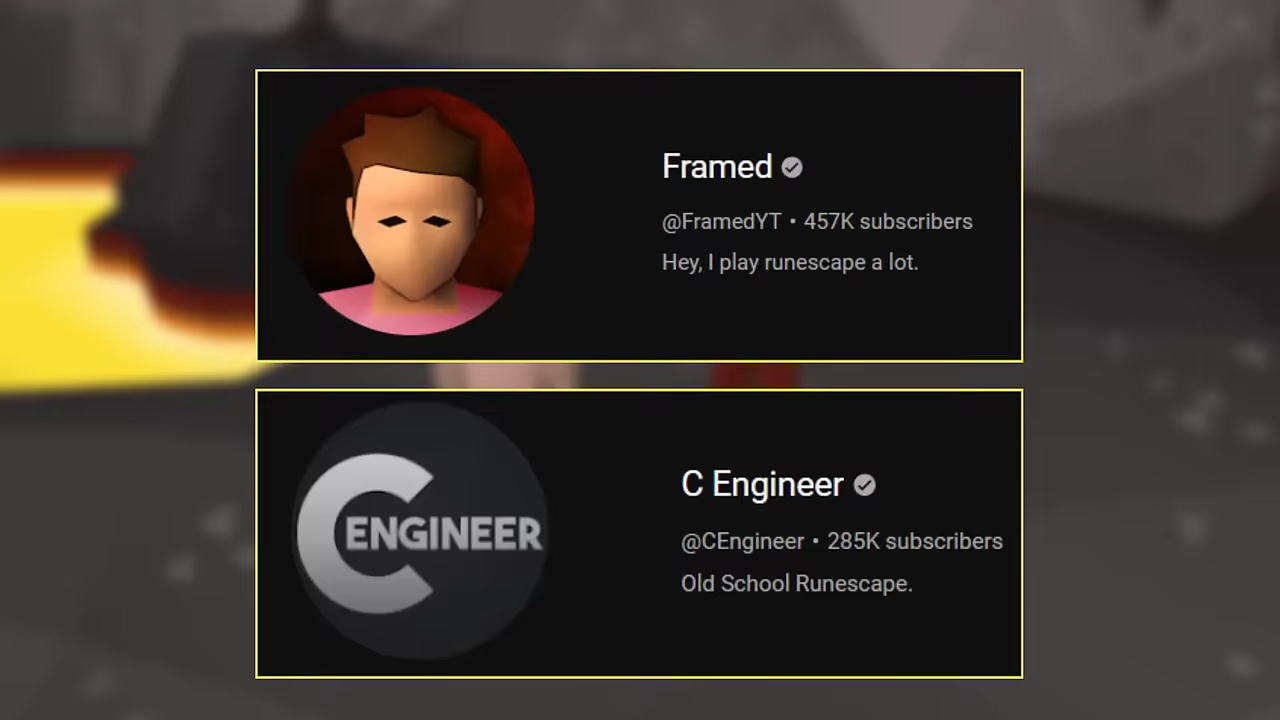 Framed
@FramedYT • 457K subscribers
Hey, I play runescape a lot.
C ENGINEER
C Engineer
@CEngineer • 285K subscribers
Old School Runescape.